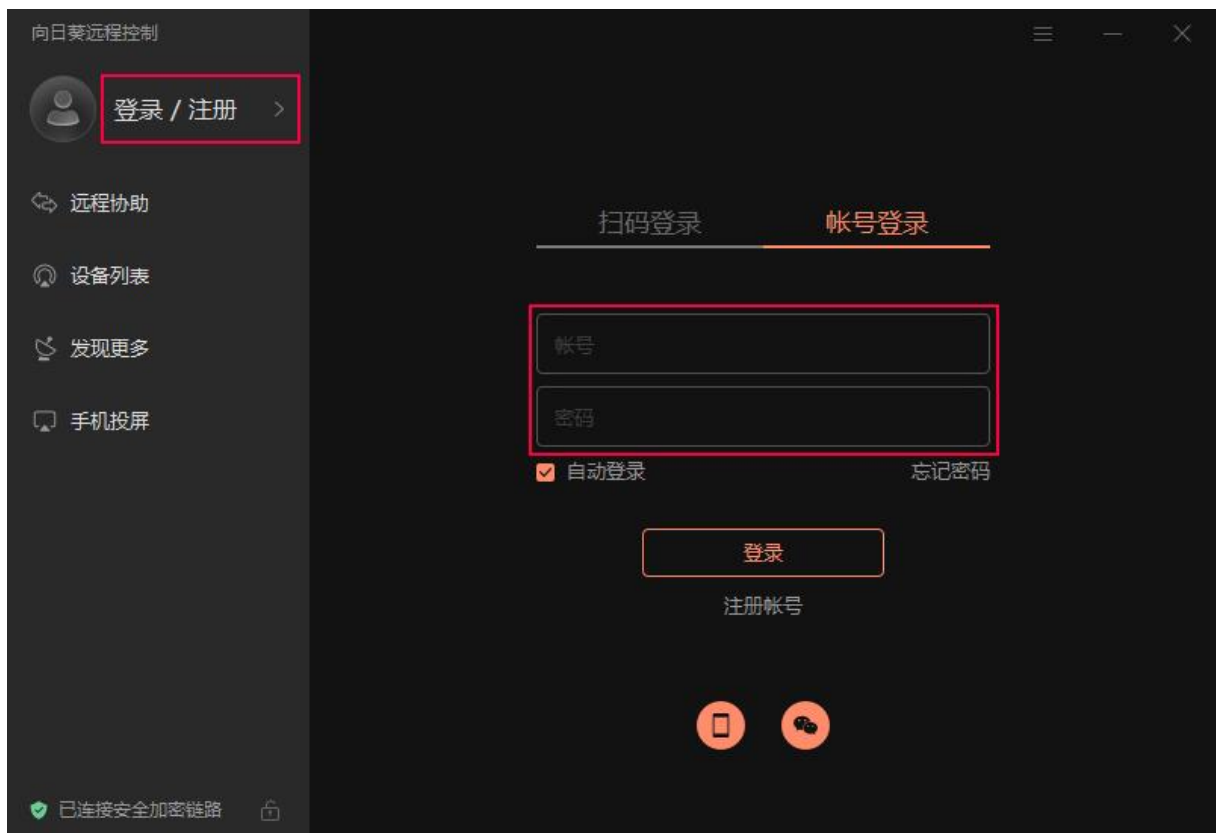 向日葵远程控制
登录 / 注册
远程协助
设备列表
发现更多
手机投屏
已连接安全加密链路
扫码登录
帐号登录
帐号
密码
自动登录
忘记密码
登录
注册帐号